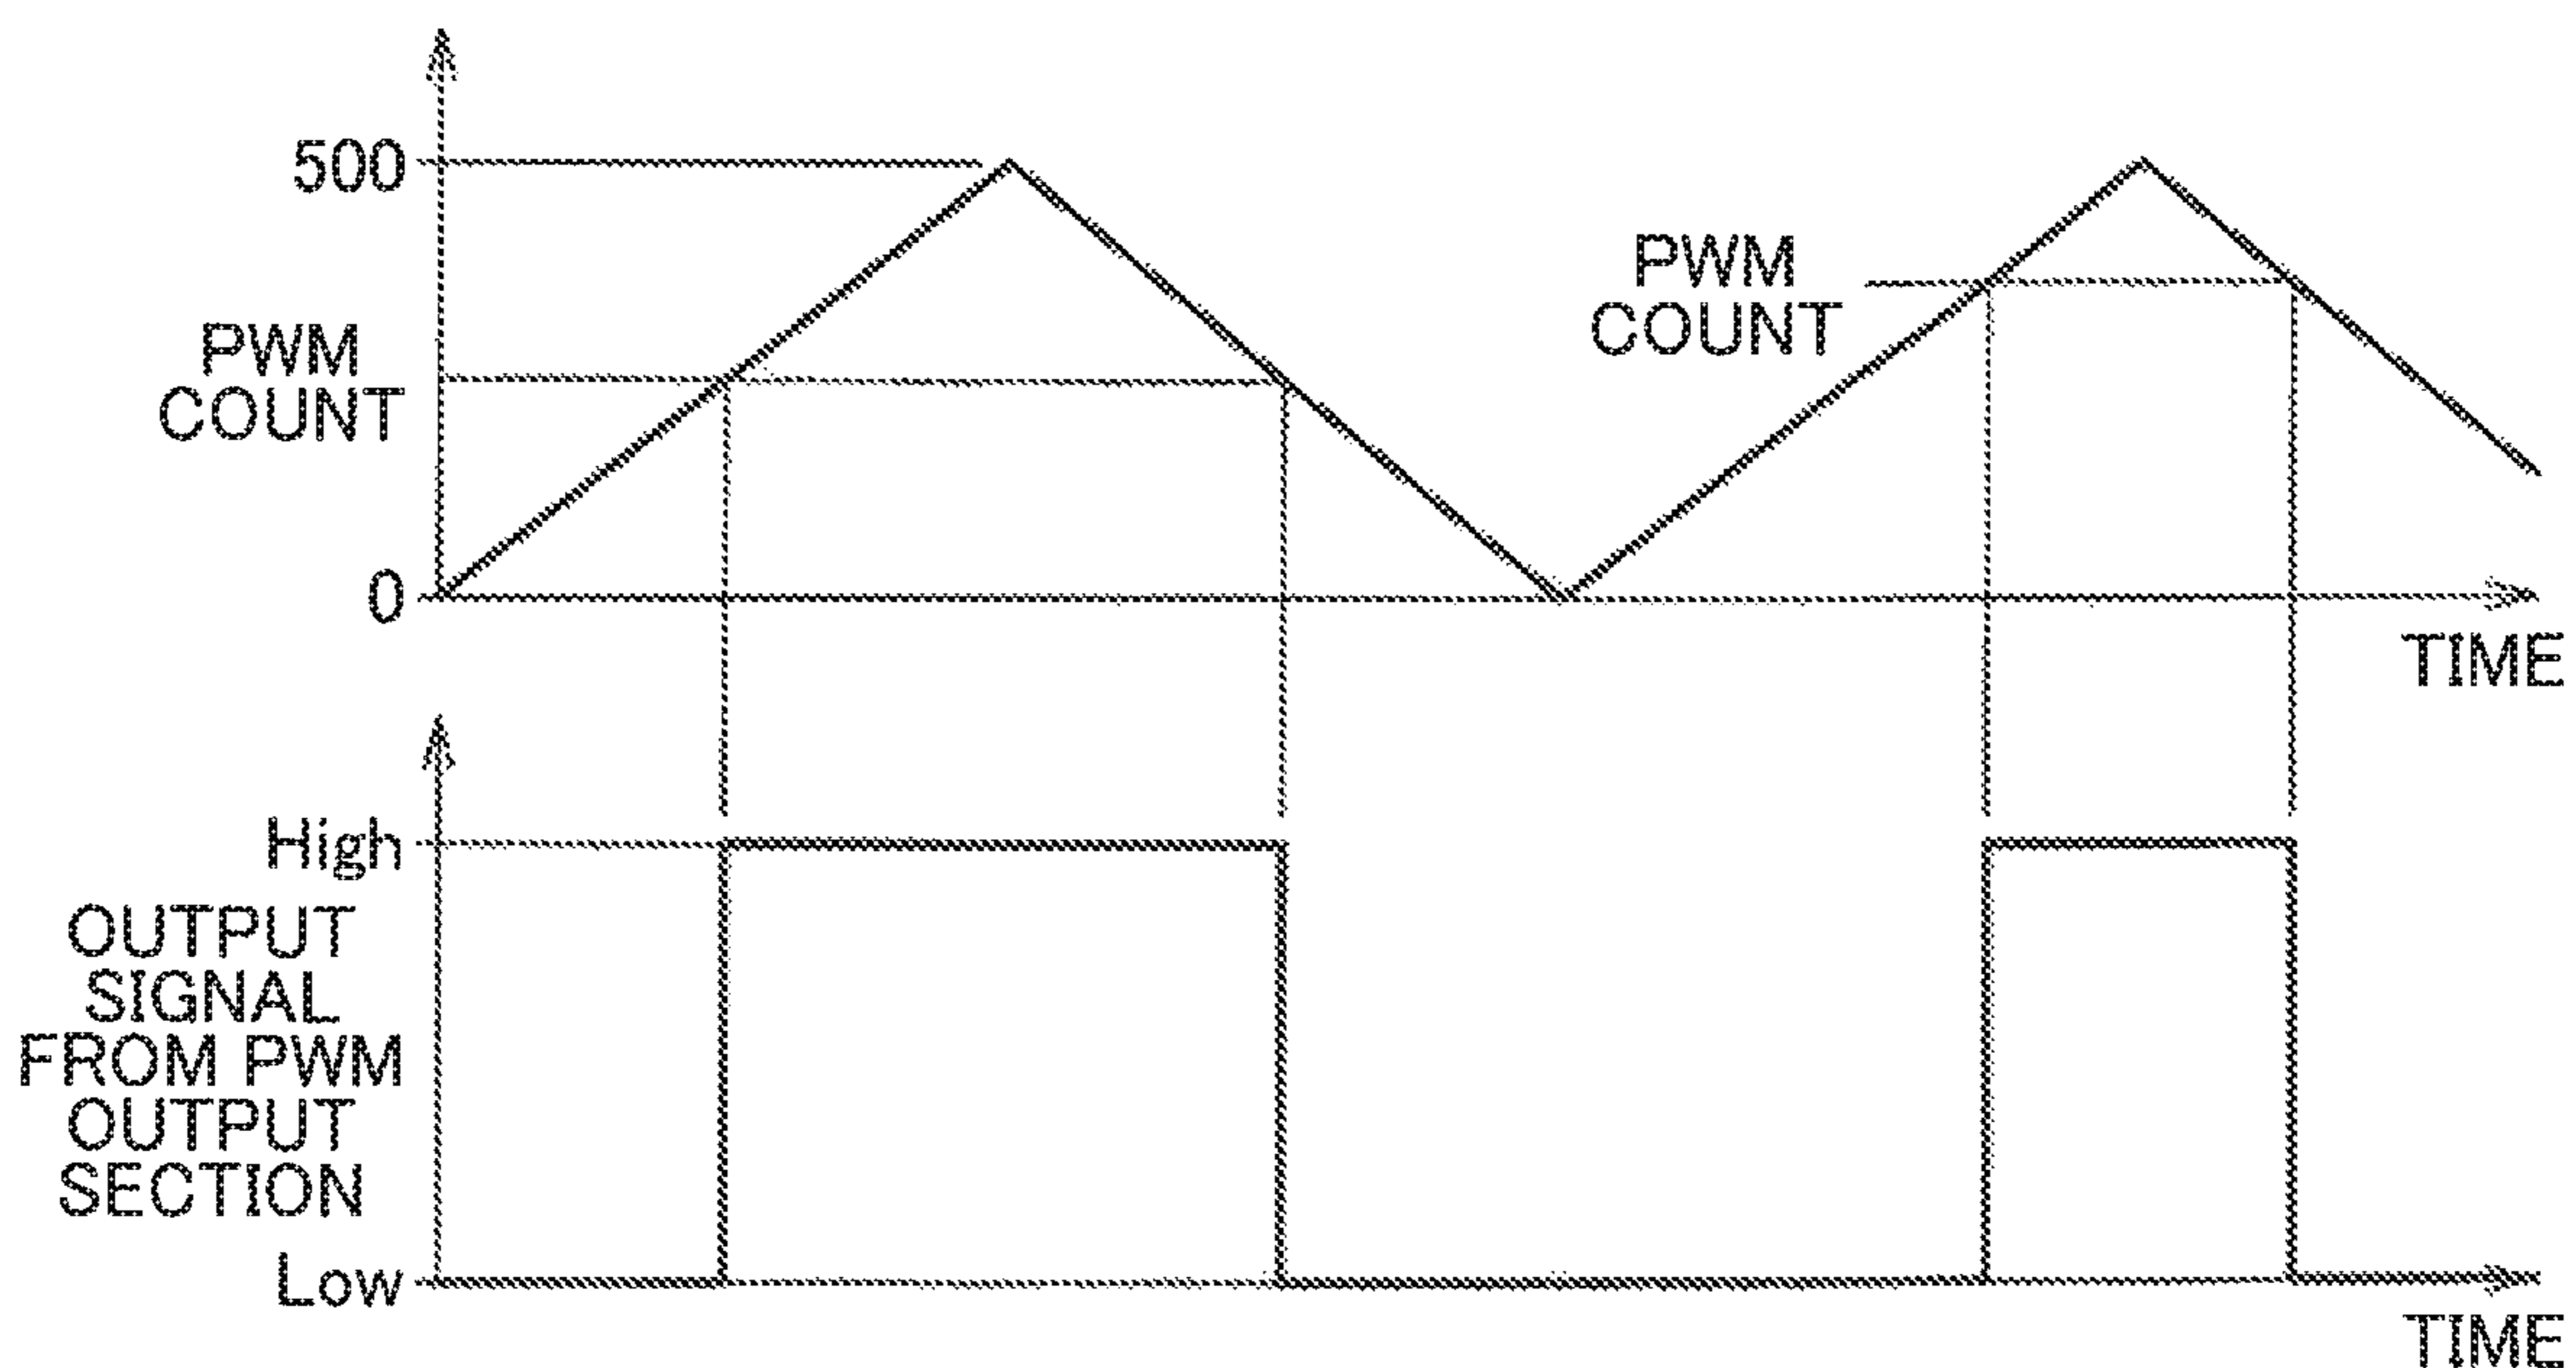 500
PWM
COUNT
PWM
COUNT
0
TIME
High
OUTPUT
SIGNAL
FROM PWM
OUTPUT
SECTION
Low
TIME